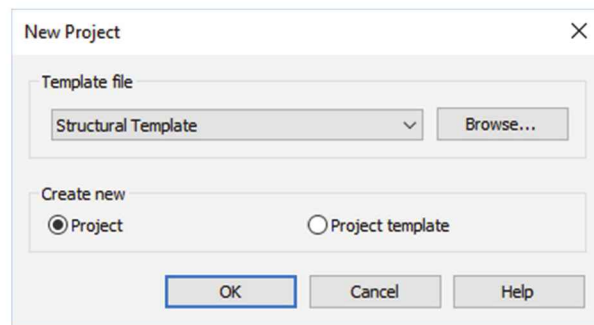 New Project
Template file
Structural Template
Browse...
Create new
Project
Project template
OK
Cancel
Help